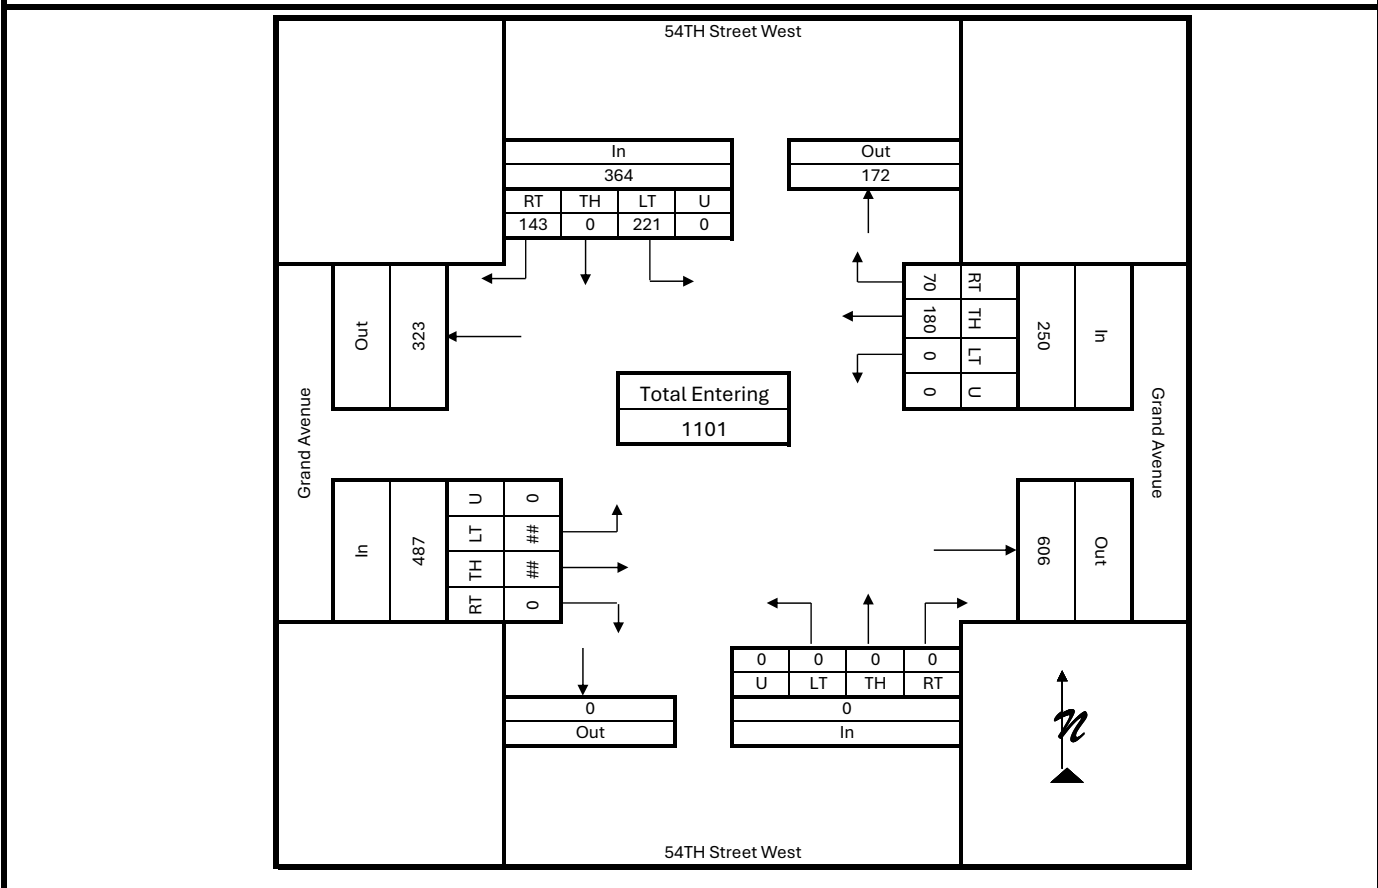 54TH Street West
In
364
RT TH LT U
143 0 221 0
Out
172
Out
323
Grand Avenue
70 RT
180 TH
0 LT
0 U
250
In
Grand Avenue
Total Entering
1101
In
487
U 0
LT ##
TH ##
RT 0
606
Out
0 0 0 0
U LT TH RT
0
In
0
Out
N
54TH Street West